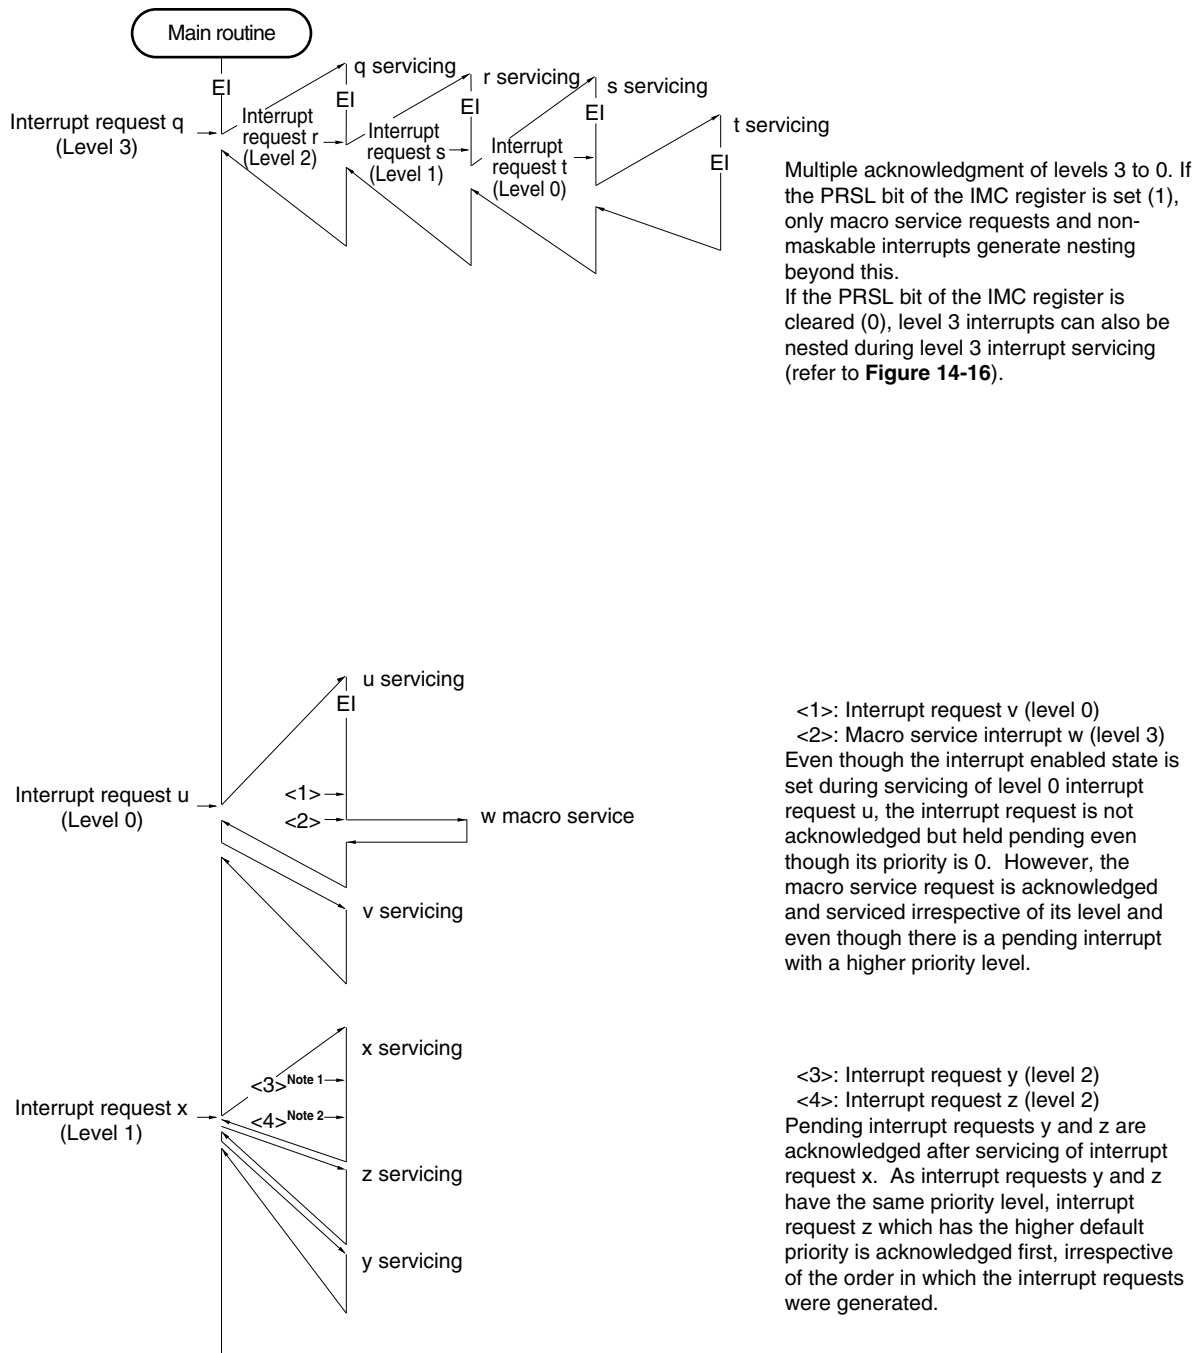 Main routine
EI
Interrupt request q
(Level 3)
q servicing
EI
Interrupt
request r
(Level 2)
r servicing
EI
Interrupt
request s
(Level 1)
s servicing
EI
Interrupt
request t
(Level 0)
t servicing
EI
Multiple acknowledgment of levels 3 to 0. If
the PRSL bit of the IMC register is set (1),
only macro service requests and non-
maskable interrupts generate nesting
beyond this.
If the PRSL bit of the IMC register is
cleared (0), level 3 interrupts can also be
nested during level 3 interrupt servicing
(refer to Figure 14-16).
Interrupt request u
(Level 0)
u servicing
EI
<1>
<2>
w macro service
v servicing
<1>: Interrupt request v (level 0)
<2>: Macro service interrupt w (level 3)
Even though the interrupt enabled state is
set during servicing of level 0 interrupt
request u, the interrupt request is not
acknowledged but held pending even
though its priority is 0. However, the
macro service request is acknowledged
and serviced irrespective of its level and
even though there is a pending interrupt
with a higher priority level.
Interrupt request x
(Level 1)
x servicing
<3>Note 1
<4>Note 2
z servicing
y servicing
<3>: Interrupt request y (level 2)
<4>: Interrupt request z (level 2)
Pending interrupt requests y and z are
acknowledged after servicing of interrupt
request x. As interrupt requests y and z
have the same priority level, interrupt
request z which has the higher default
priority is acknowledged first, irrespective
of the order in which the interrupt requests
were generated.